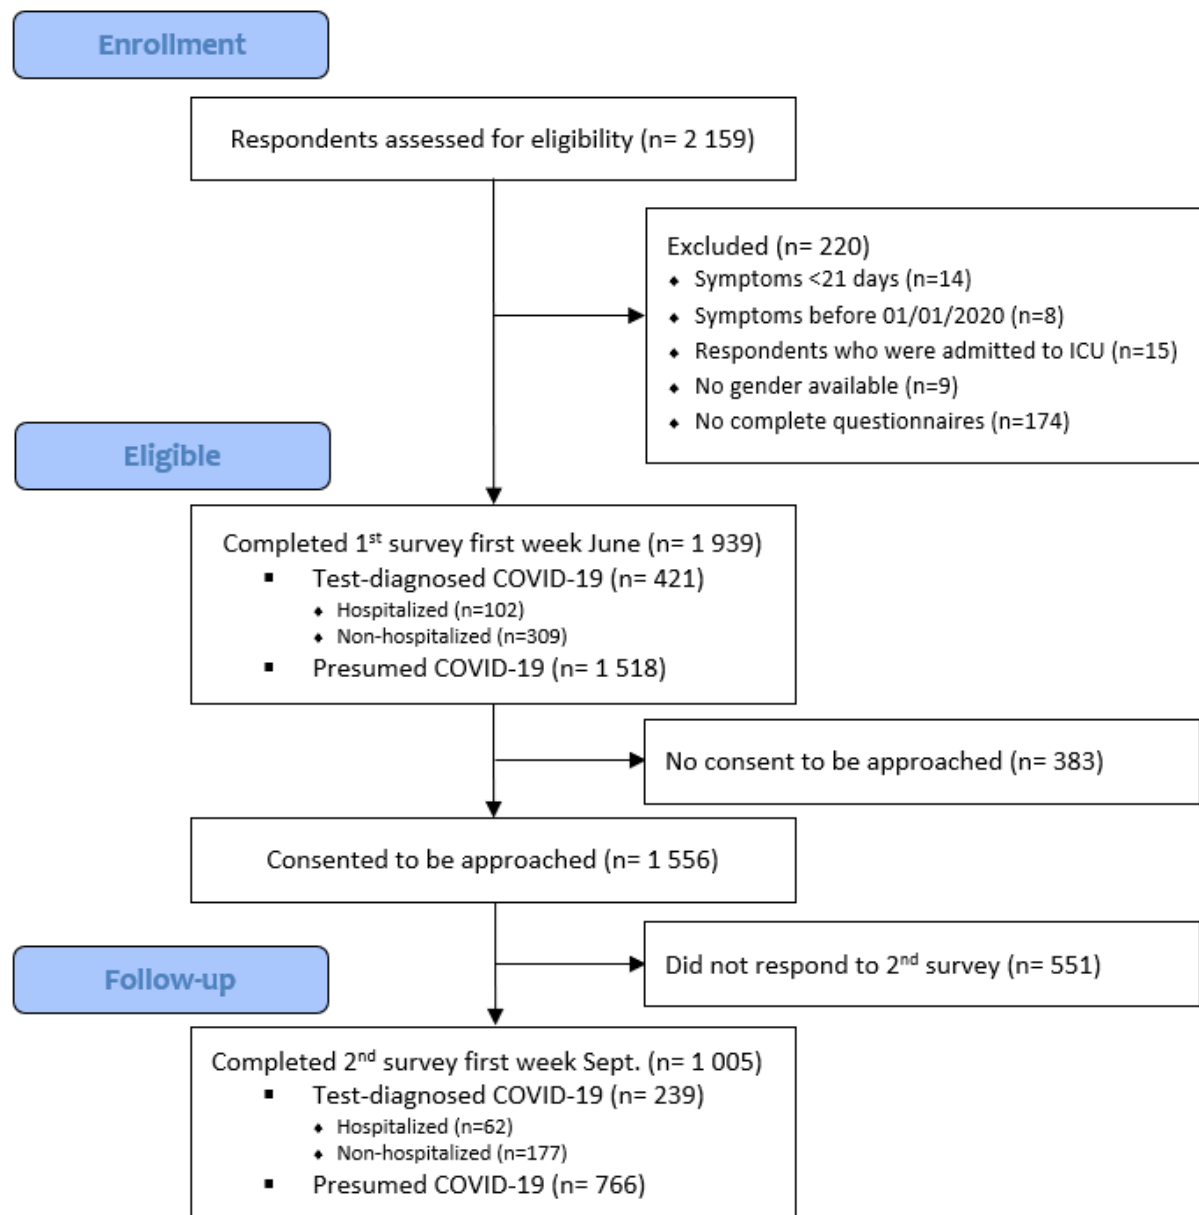 Enrollment
Respondents assessed for eligibility (n= 2 159)
Excluded (n= 220)
⬥ Symptoms <21 days (n=14)
⬥ Symptoms before 01/01/2020 (n=8)
⬥ Respondents who were admitted to ICU (n=15)
⬥ No gender available (n=9)
⬥ No complete questionnaires (n=174)
Eligible
Completed 1st survey first week June (n= 1 939)
▪ Test-diagnosed COVID-19 (n= 421)
⬥ Hospitalized (n=102)
⬥ Non-hospitalized (n=309)
▪ Presumed COVID-19 (n= 1 518)
No consent to be approached (n= 383)
Consented to be approached (n= 1 556)
Did not respond to 2nd survey (n= 551)
Follow-up
Completed 2nd survey first week Sept. (n= 1 005)
▪ Test-diagnosed COVID-19 (n= 239)
⬥ Hospitalized (n=62)
⬥ Non-hospitalized (n=177)
▪ Presumed COVID-19 (n= 766)